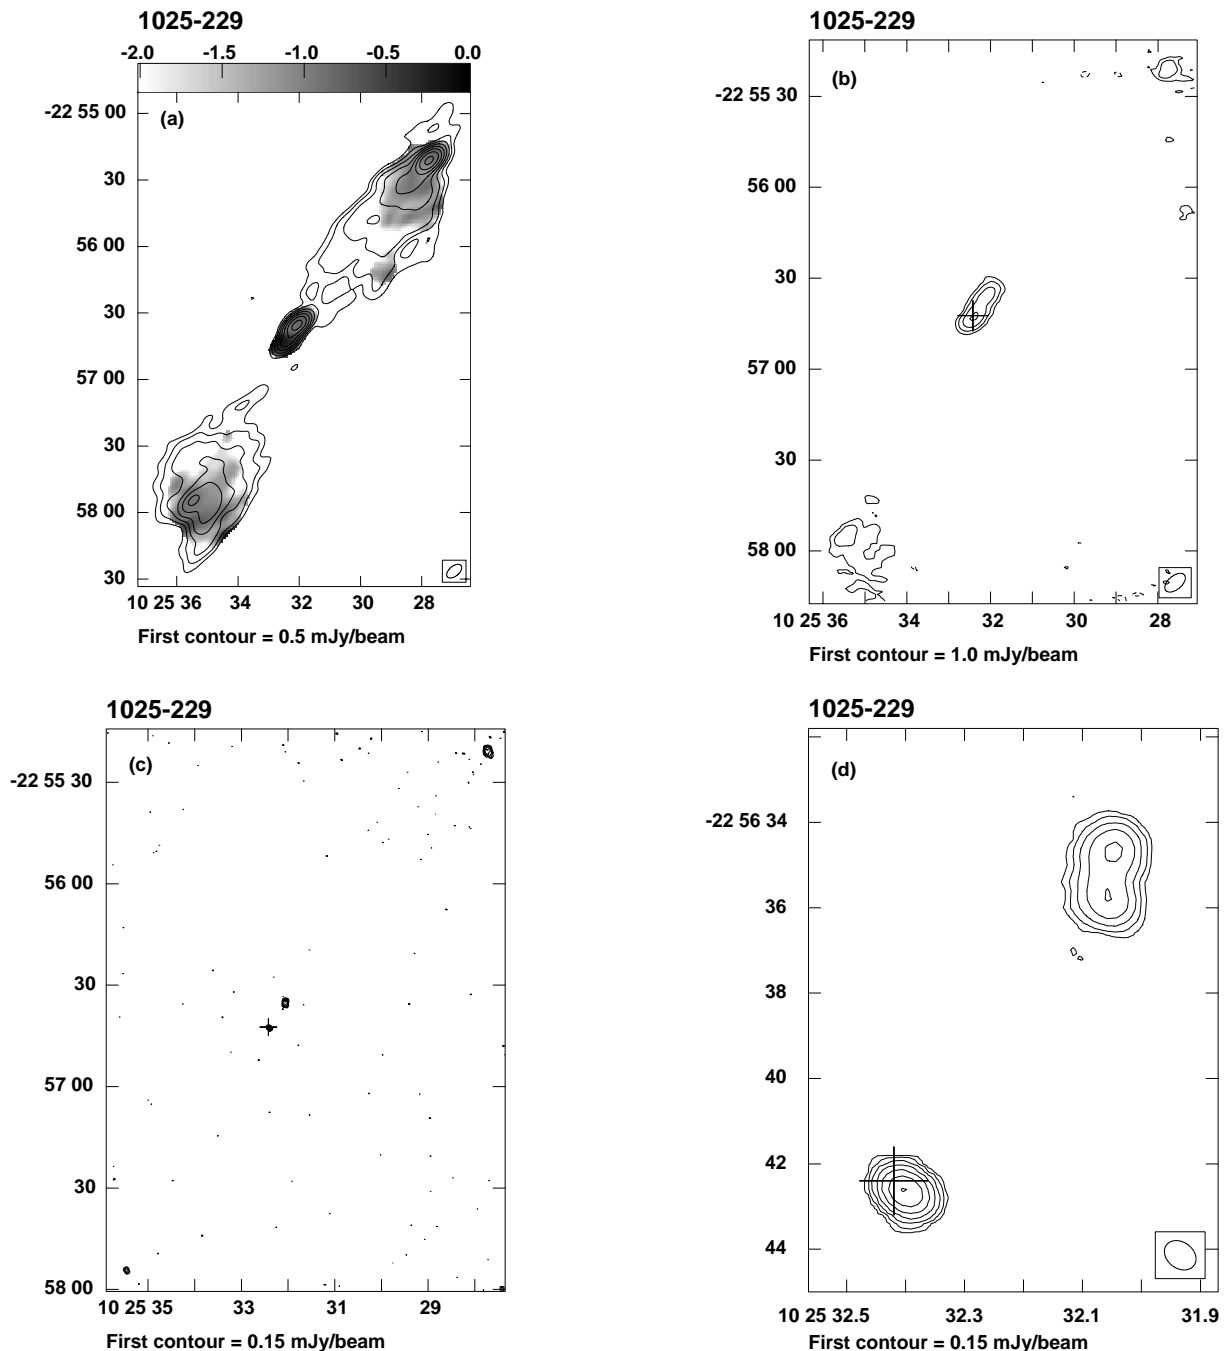 1025-229
-2.0 -1.5 -1.0 -0.5 0.0
(a)
-22 55 00
30
56 00
30
57 00
30
58 00
30
10 25 36 34 32 30 28
First contour = 0.5 mJy/beam
1025-229
(b)
-22 55 30
56 00
30
57 00
30
58 00
10 25 36 34 32 30 28
First contour = 1.0 mJy/beam
1025-229
(c)
-22 55 30
56 00
30
57 00
30
58 00
10 25 35 33 31 29
First contour = 0.15 mJy/beam
1025-229
(d)
-22 56 34
36
38
40
42
44
10 25 32.5 32.3 32.1 31.9
First contour = 0.15 mJy/beam